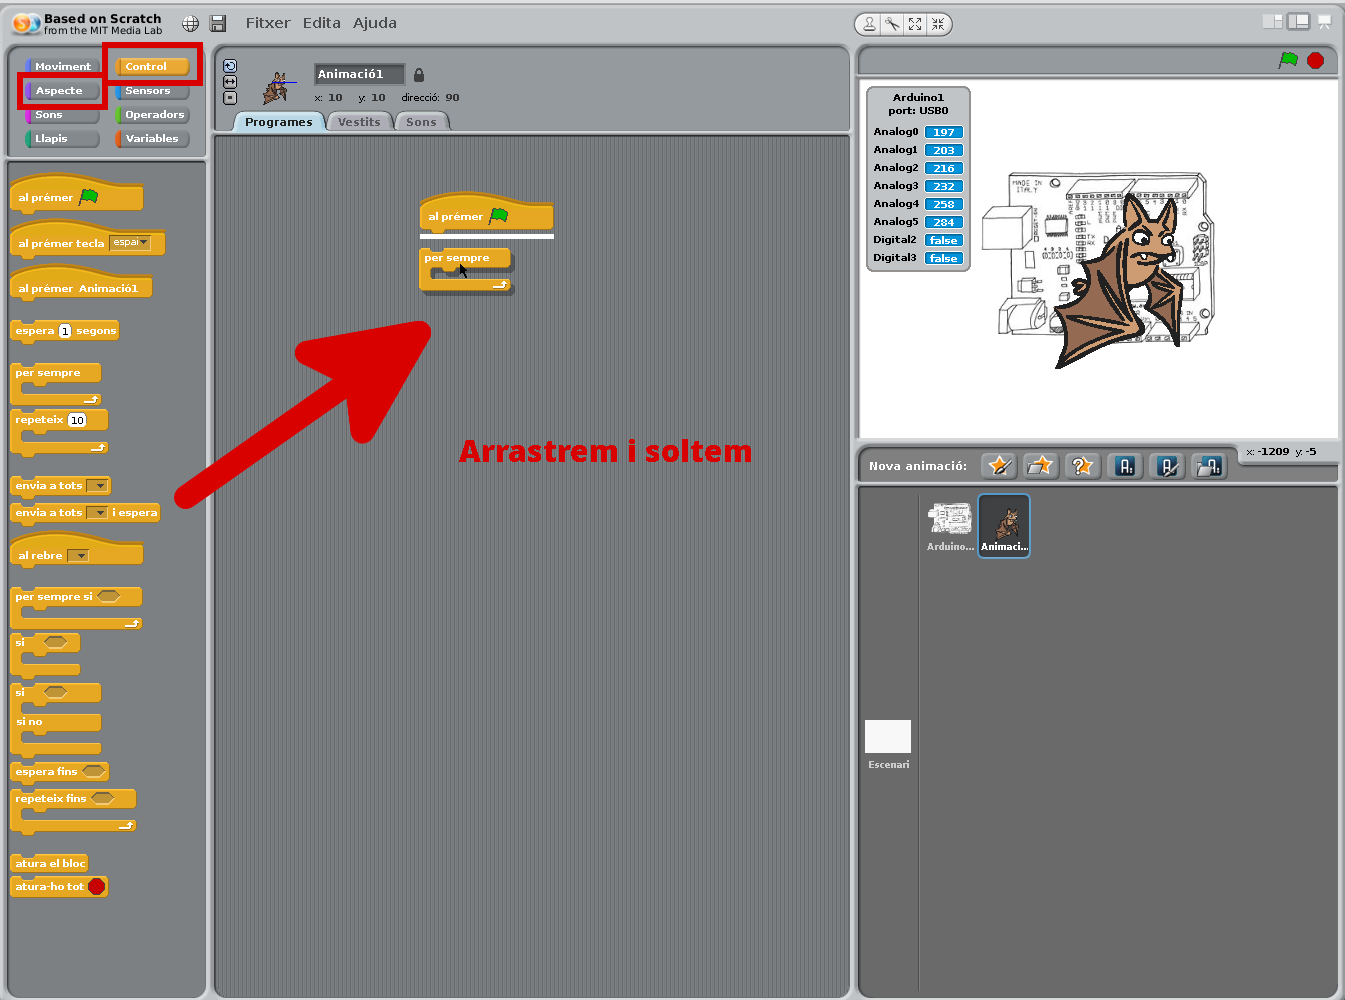 Based on Scratch
from the MIT Media Lab
Fitxer Edita Ajuda
Moviment Control
Aspecte Sensors
Sons Operadors
Llapis Variables
al prémer
al prémer tecla espai
al prémer Animació1
espera 1 segons
per sempre
repeteix 10
envia a tots
envia a tots i espera
al rebre
per sempre si
si
si
si no
espera fins
repeteix fins
atura el bloc
atura-ho tot
Animació1
x: 10 y: 10 direcció: 90
Programes Vestits Sons
al prémer
per sempre
Arrastrem i soltem
Arduino1
port: USB0
Analog0 197
Analog1 203
Analog2 216
Analog3 232
Analog4 258
Analog5 284
Digital2 false
Digital3 false
MADE IN
ITALY
x: -1209 y: -5
Nova animació:
Arduino...
Animaci...
Escenari